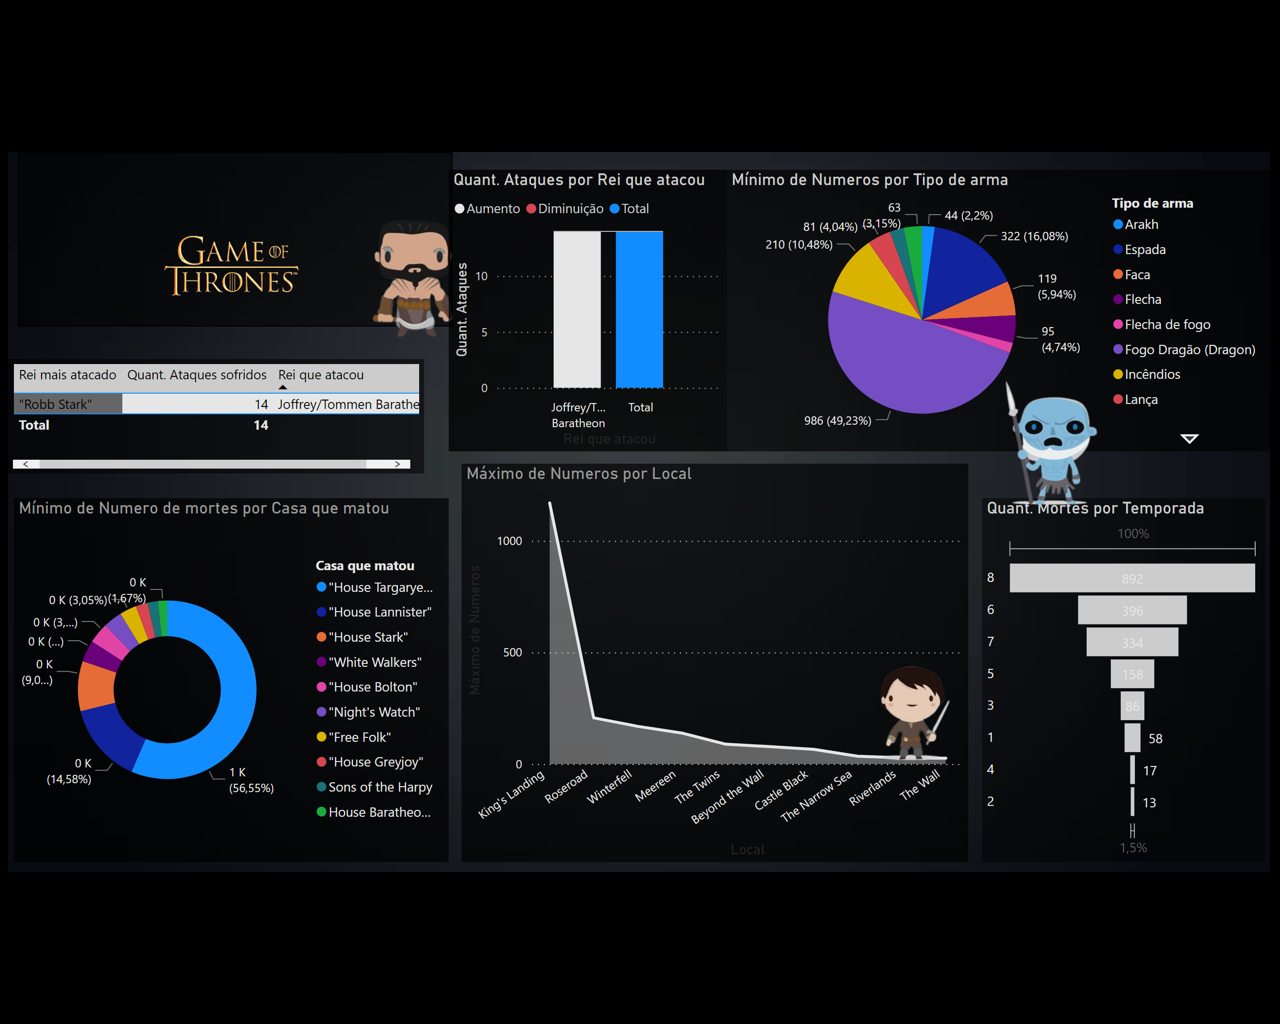 GAME OF
THRONES
Quant. Ataques por Rei que atacou
Aumento Diminuição Total
Quant. Ataques
10
5
0
Joffrey/T...
Baratheon
Total
Rei que atacou
Mínimo de Numeros por Tipo de arma
63
44 (2,2%)
81 (4,04%)
(3,15%)
322 (16,08%)
210 (10,48%)
119
(5,94%)
95
(4,74%)
986 (49,23%)
Tipo de arma
Arakh
Espada
Faca
Flecha
Flecha de fogo
Fogo Dragão (Dragon)
Incêndios
Lança
Rei mais atacado Quant. Ataques sofridos Rei que atacou
"Robb Stark" 14 Joffrey/Tommen Barathe
Total 14
Mínimo de Numero de mortes por Casa que matou
0 K
0 K (3,05%)
(1,67%)
0 K (3,...)
0 K (...)
0 K
(9,0...)
0 K
(14,58%)
1 K
(56,55%)
Casa que matou
"House Targarye...
"House Lannister"
"House Stark"
"White Walkers"
"House Bolton"
"Night's Watch"
"Free Folk"
"House Greyjoy"
Sons of the Harpy
House Baratheo...
Máximo de Numeros por Local
Máximo de Numeros
1000
500
0
King's Landing
Roseroad
Winterfell
Meereen
The Twins
Beyond the Wall
Castle Black
The Narrow Sea
Riverlands
The Wall
Local
Quant. Mortes por Temporada
100%
8 892
6 396
7 334
5 158
3 86
1 58
4 17
2 13
1,5%